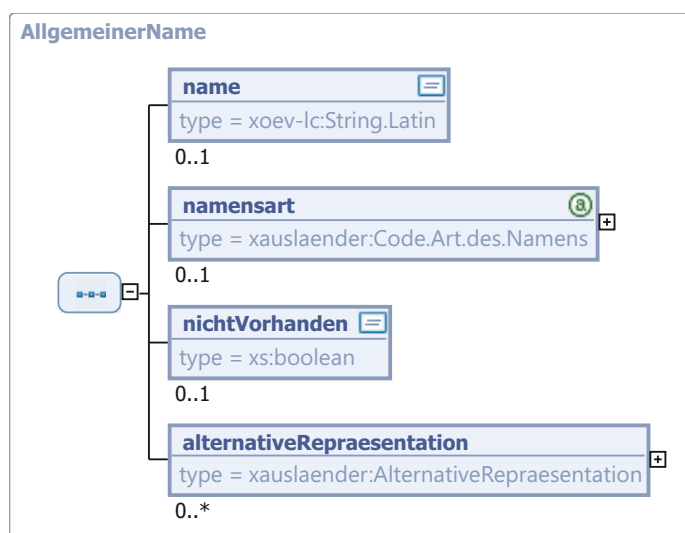 AllgemeinerName
name
type = xoev-lc:String.Latin
0..1
namensart
type = xauslaender:Code.Art.des.Namens
0..1
nichtVorhanden
type = xs:boolean
0..1
alternativeRepraesentation
type = xauslaender:AlternativeRepraesentation
0..*